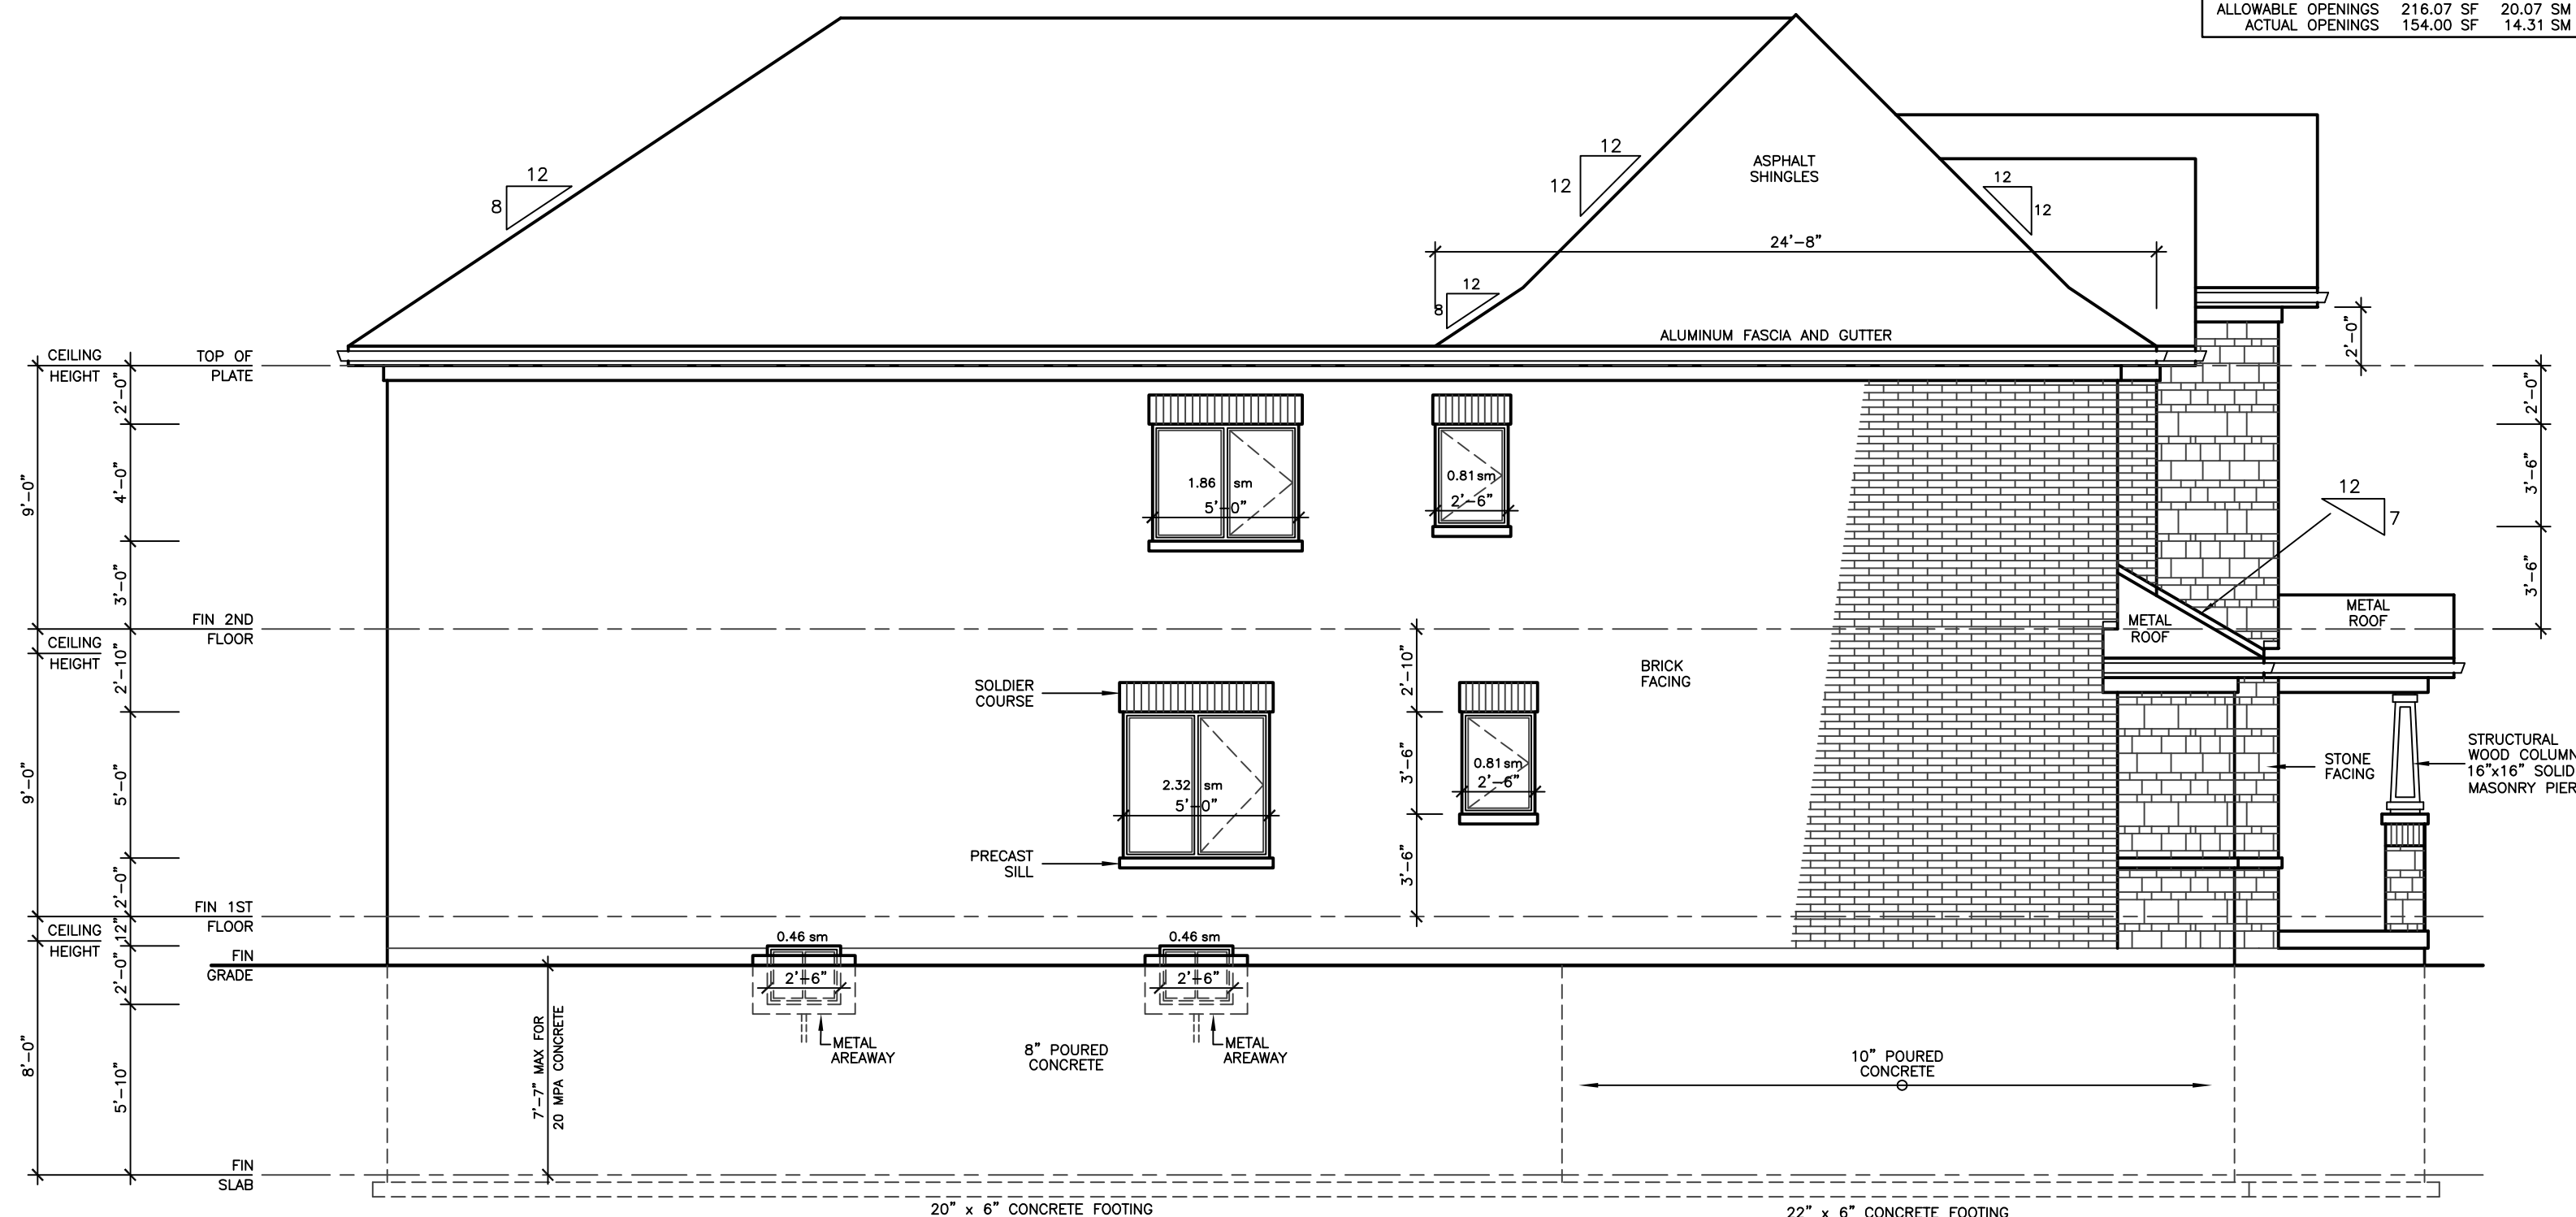 ALLOWABLE OPENINGS 216.07 SF 20.07 SM
ACTUAL OPENINGS 154.00 SF 14.31 SM
12
8
12
12
ASPHALT
SHINGLES
12
12
24'-8"
12
8
ALUMINUM FASCIA AND GUTTER
2'-0"
CEILING
HEIGHT
TOP OF
PLATE
2'-0"
4'-0"
9'-0"
3'-0"
1.86 sm
5'-0"
0.81 sm
2'-6"
2'-0"
3'-6"
3'-6"
12
7
FIN 2ND
FLOOR
CEILING
HEIGHT
2'-10"
METAL
ROOF
METAL
ROOF
SOLDIER
COURSE
2'-10"
BRICK
FACING
9'-0"
5'-0"
2.32 sm
5'-0"
3'-6"
0.81 sm
2'-6"
STONE
FACING
STRUCTURAL
WOOD COLUMN
16"x16" SOLID
MASONRY PIER
PRECAST
SILL
3'-6"
2'-0"
FIN 1ST
FLOOR
12"
CEILING
HEIGHT
0.46 sm
0.46 sm
FIN
GRADE
2'-0"
2'-6"
2'-6"
METAL
AREAWAY
METAL
AREAWAY
8" POURED
CONCRETE
10" POURED
CONCRETE
8'-0"
5'-10"
7'-7" MAX FOR
20 MPA CONCRETE
FIN
SLAB
20" x 6" CONCRETE FOOTING
22" x 6" CONCRETE FOOTING